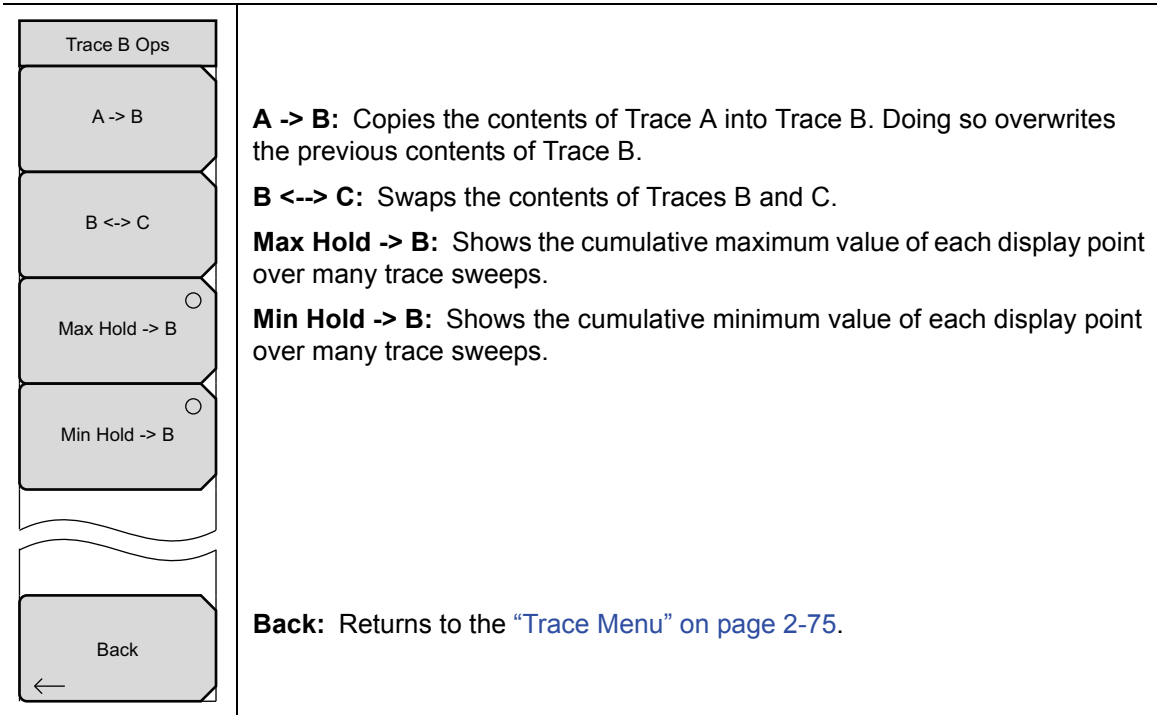 Trace B Ops
A -> B
B <-> C
Max Hold -> B
Min Hold -> B
Back
A -> B: Copies the contents of Trace A into Trace B. Doing so overwrites
the previous contents of Trace B.
B <--> C: Swaps the contents of Traces B and C.
Max Hold -> B: Shows the cumulative maximum value of each display point
over many trace sweeps.
Min Hold -> B: Shows the cumulative minimum value of each display point
over many trace sweeps.
Back: Returns to the “Trace Menu” on page 2-75.